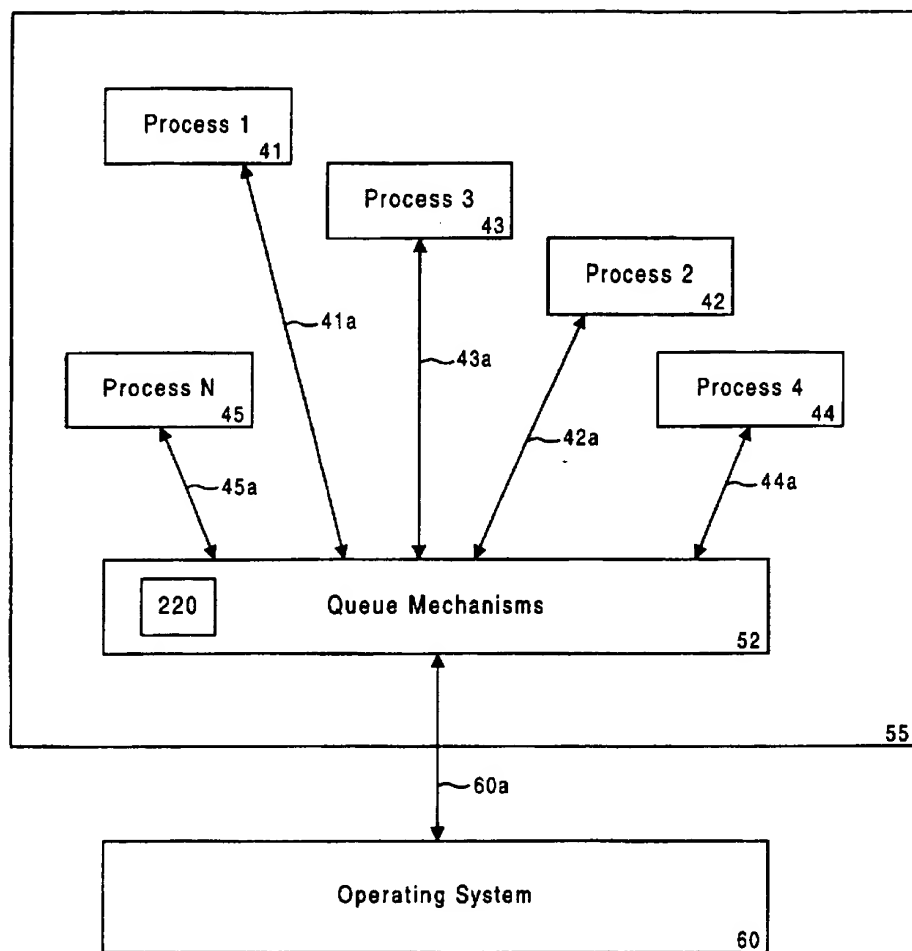 Process 1
41
Process 3
43
Process 2
42
41a
43a
Process N
45
Process 4
44
42a
45a
44a
220
Queue Mechanisms
52
55
60a
Operating System
60